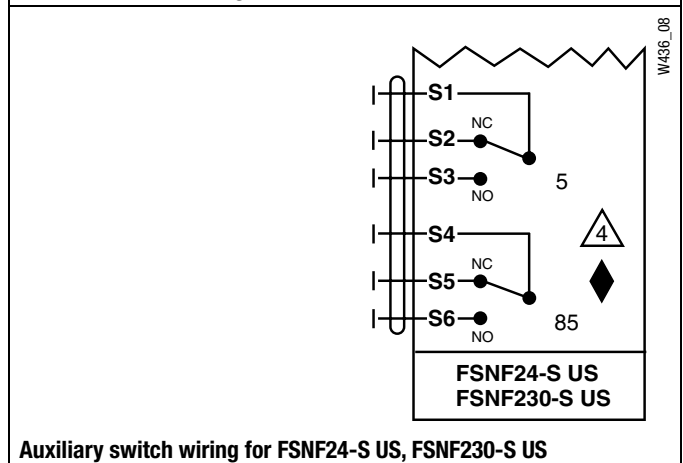 W436_08
S1
NC
S2
S3
5
NO
4
S4
NC
S5
S6
85
NO
FSNF24-S US
FSNF230-S US
Auxiliary switch wiring for FSNF24-S US, FSNF230-S US